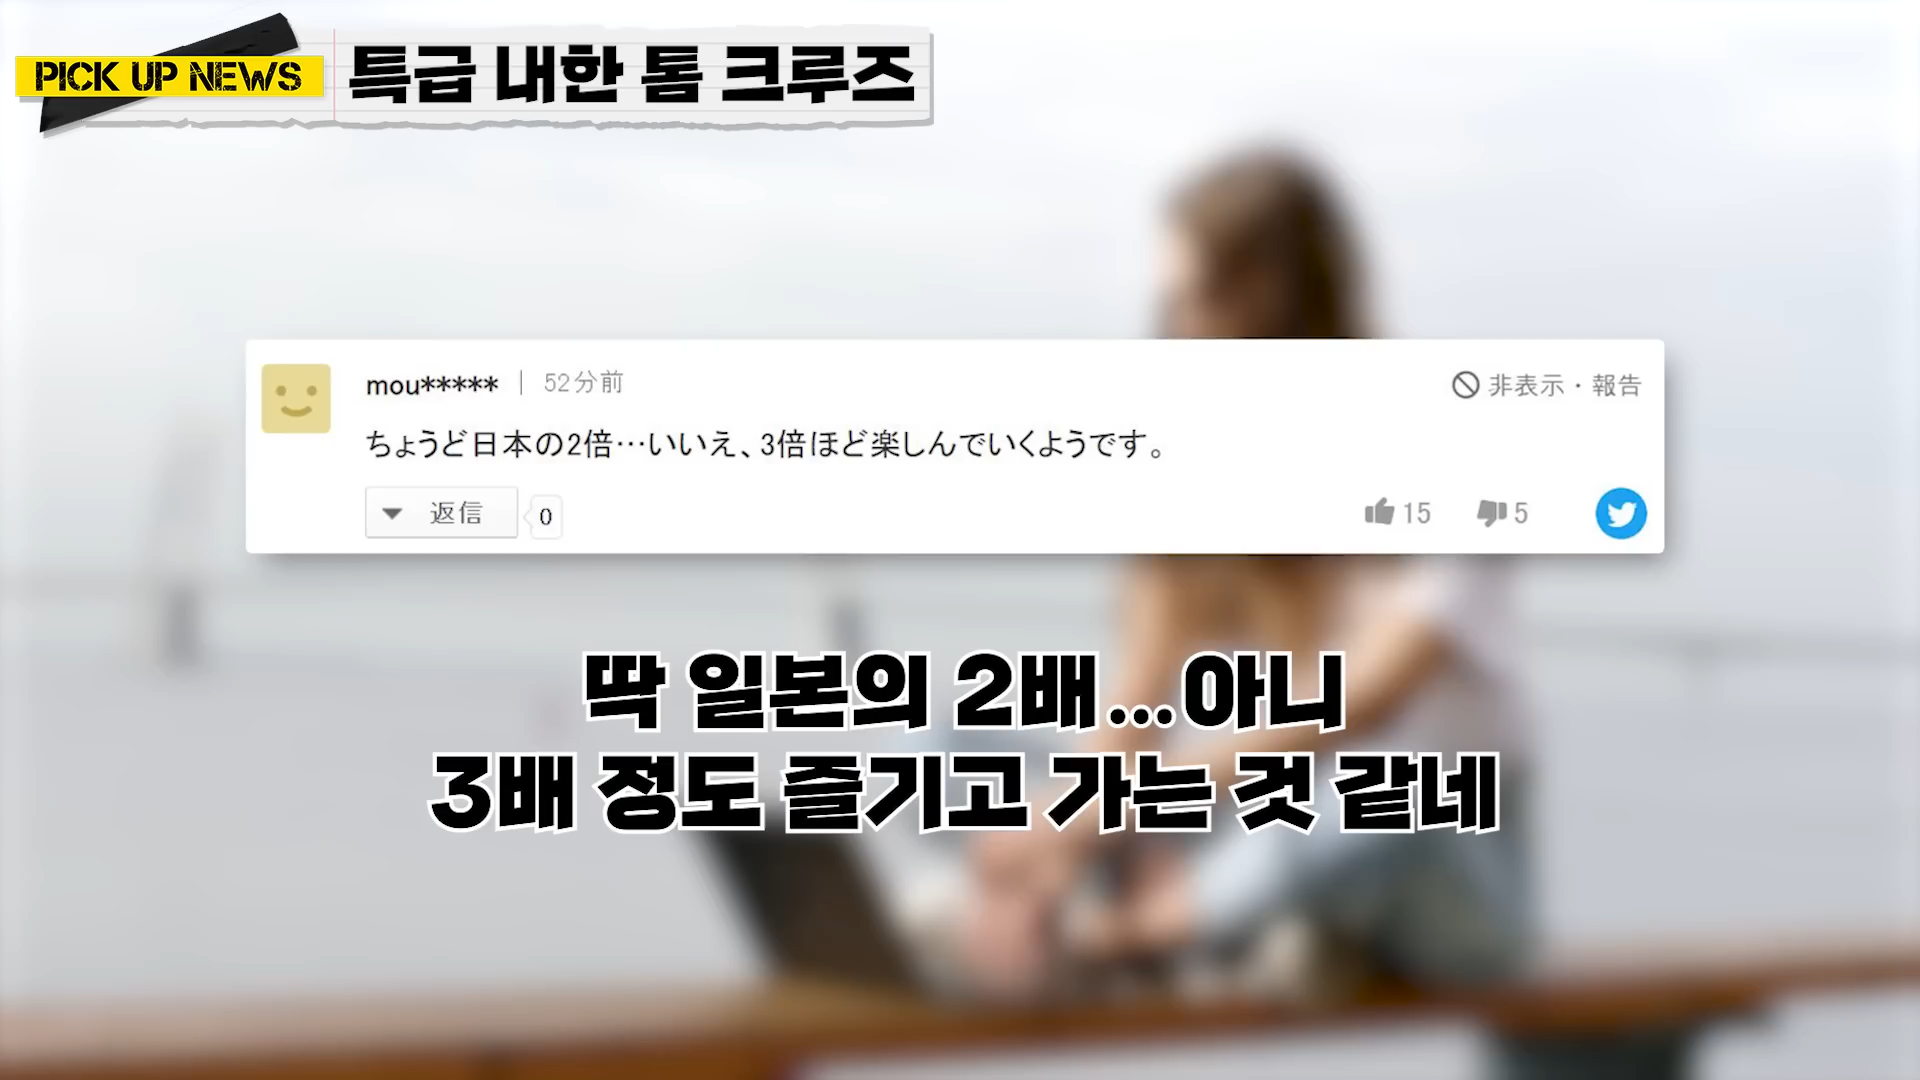 PICK UP NEWS
특급 내한 톰 크루즈
mou***** | 52分前
非表示・報告
ちょうど日本の2倍…いいえ、3倍ほど楽しんでいくようです。
返信
0
15
5
딱 일본의 2배...아니
3배 정도 즐기고 가는 것 같네